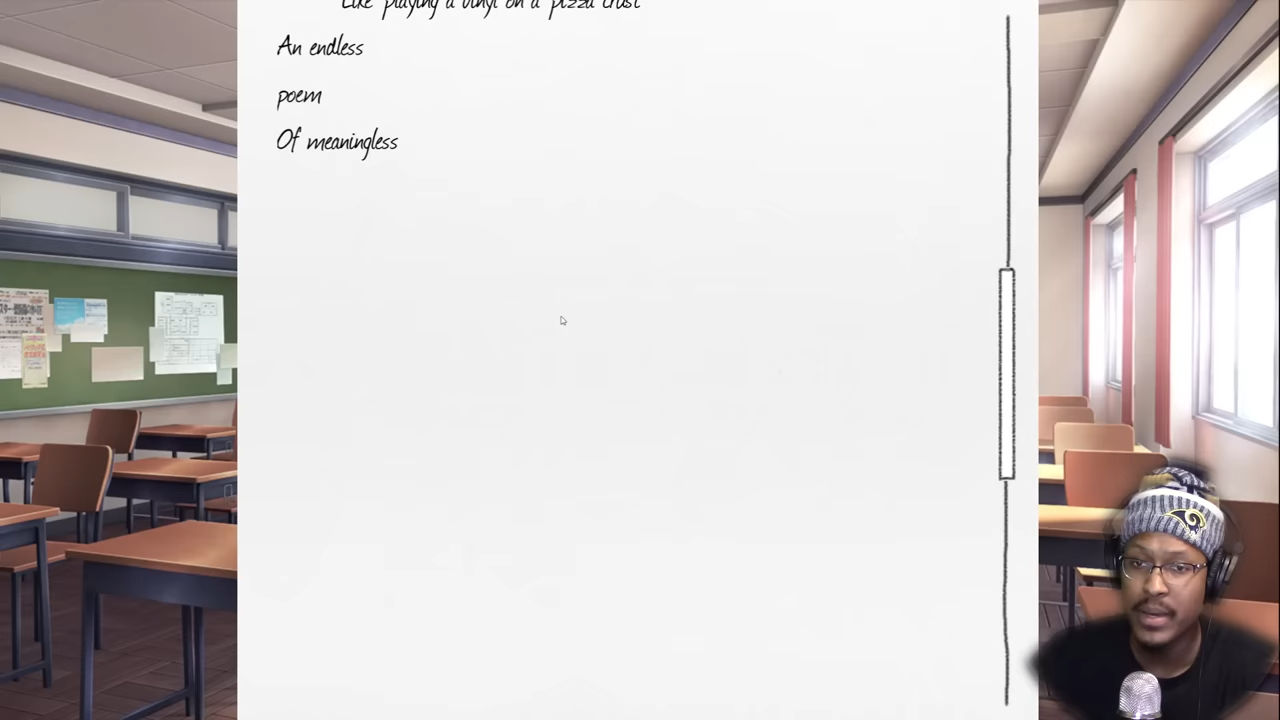 Like playing a vinyl on a pizza crust
An endless
poem
Of meaningless